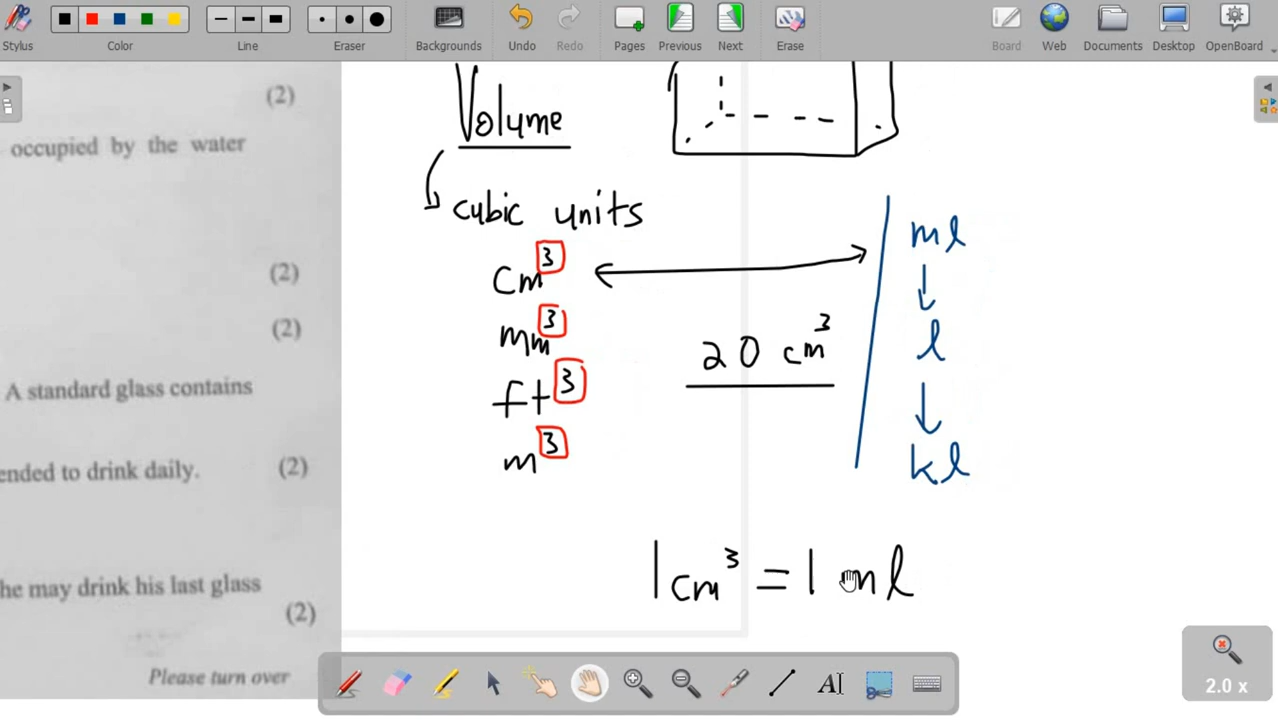 Stylus
Color
Line
Eraser
Backgrounds
Undo
Redo
Pages
Previous
Next
Erase
Board
Web
Documents
Desktop
OpenBoard
(2)
occupied by the water
(2)
(2)
A standard glass contains
ended to drink daily. (2)
he may drink his last glass
(2)
Please turn over
Volume
cubic units
cm³
mm³
ft³
m³
20 cm³
ml
l
kl
1 cm³ = 1 ml
2.0 x